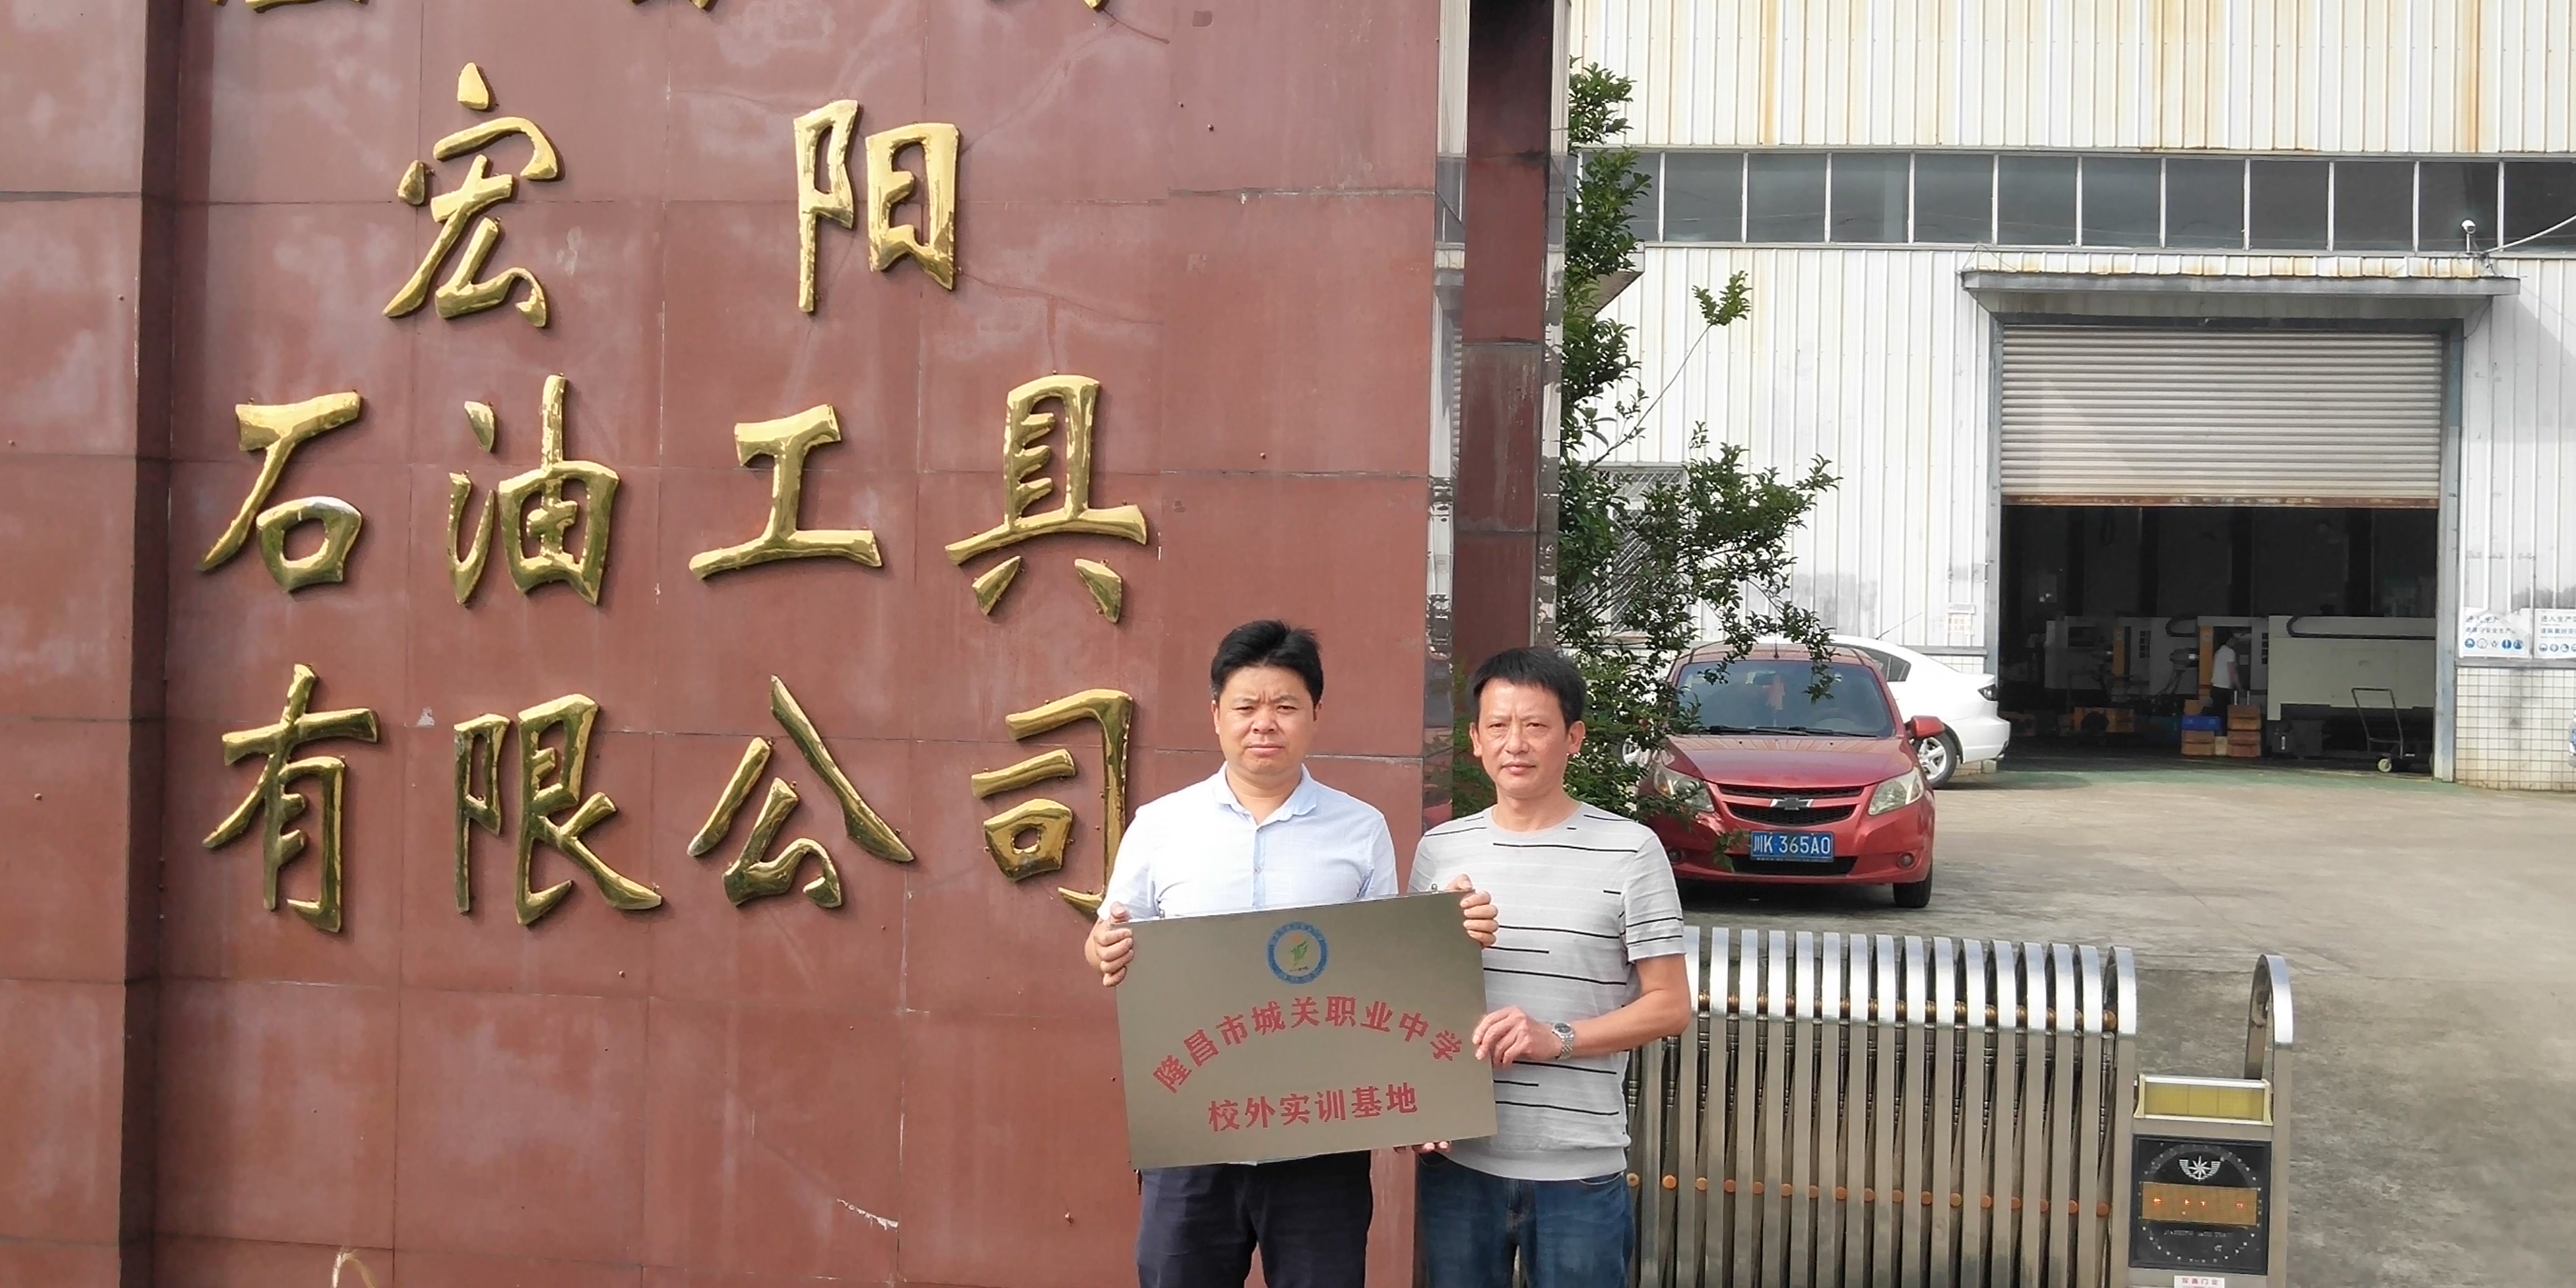 宏阳
石油工具
有限公司
隆昌市城关职业中学
校外实训基地
川K 365A0